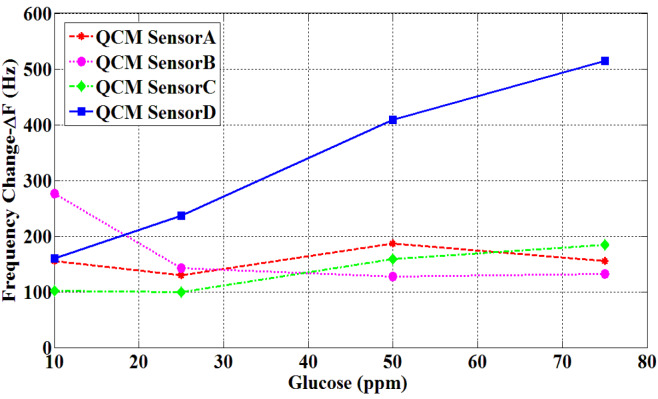 600
500
400
300
200
100
0
Frequency Change-ΔF (Hz)
QCM SensorA
QCM SensorB
QCM SensorC
QCM SensorD
10 20 30 40 50 60 70 80
Glucose (ppm)